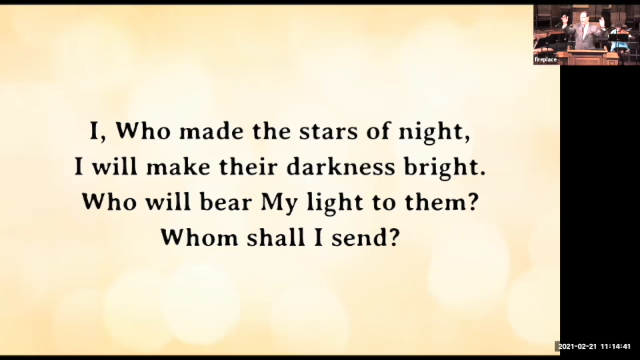 fireplace
I, Who made the stars of night,
I will make their darkness bright.
Who will bear My light to them?
Whom shall I send?
2021-02-21 11:14:41